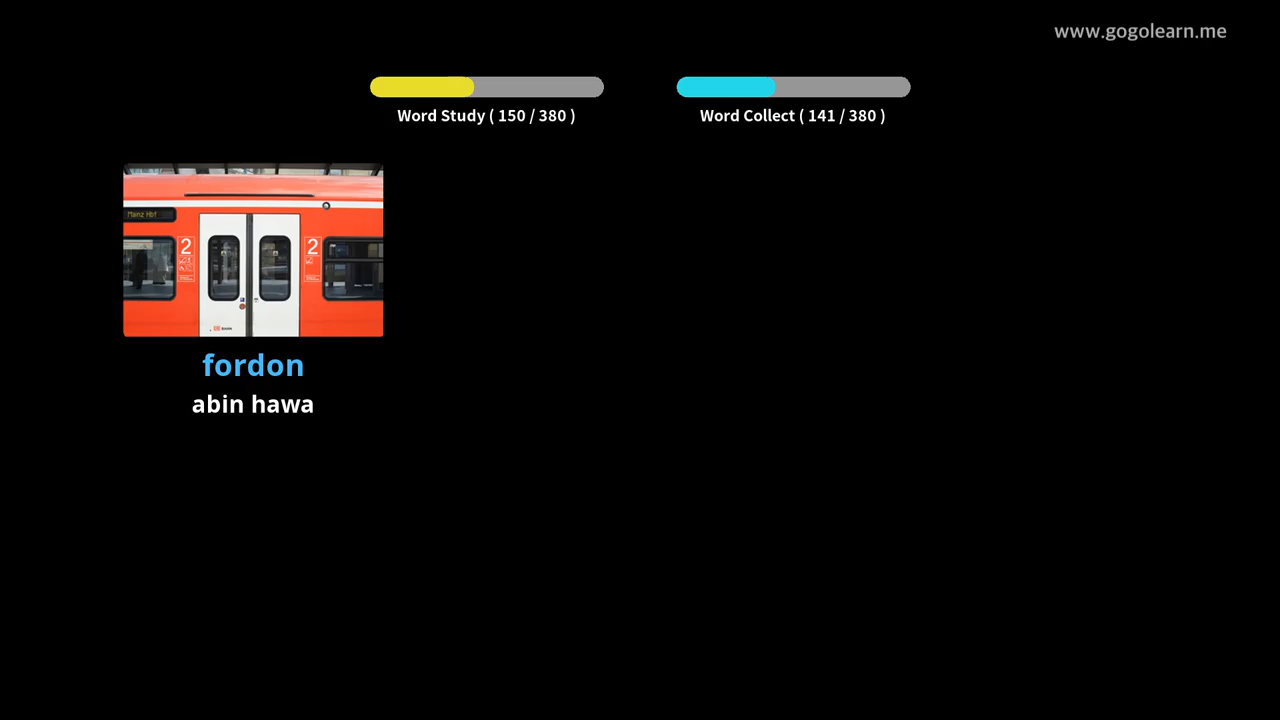 www.gogolearn.me
Word Study ( 150 / 380 )
Word Collect ( 141 / 380 )
Mainz Hbf
2
2
fordon
abin hawa